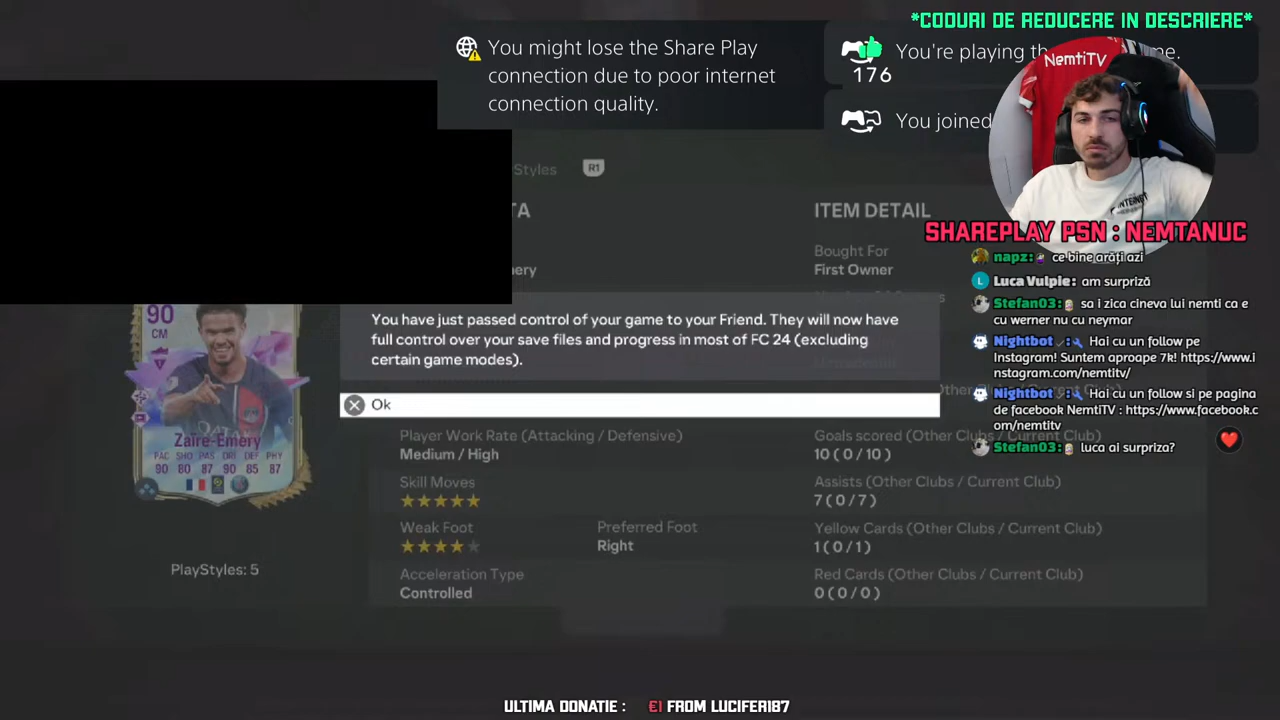 *CODURI DE REDUCERE IN DESCRIERE*
You might lose the Share Play
connection due to poor internet
connection quality.
176
You're playing
You joined
NemtiTV
SHAREPLAY PSN : NEMTANUC
Styles
R1
ITEM DETAIL
Bought For
First Owner
90
CM
Zaïre-Emery
PAC SHO PAS DRI DEF PHY
90 80 87 90 85 87
PlayStyles: 5
You have just passed control of your game to your Friend. They will now have
full control over your save files and progress in most of FC 24 (excluding
certain game modes).
Ok
Player Work Rate (Attacking / Defensive)
Medium / High
Skill Moves
Weak Foot
Preferred Foot
Right
Acceleration Type
Controlled
Goals scored (Other Clubs / Current Club)
10 ( 0 / 10 )
Assists (Other Clubs / Current Club)
7 ( 0 / 7 )
Yellow Cards (Other Clubs / Current Club)
1 ( 0 / 1 )
Red Cards (Other Clubs / Current Club)
0 ( 0 / 0 )
napz: ce bine arăți azi
Luca Vulpie: am surpriză
Stefan03: sa i zica cineva lui nemti ca e
cu werner nu cu neymar
Nightbot : Hai cu un follow pe
Instagram! Suntem aproape 7k! https://www.i
nstagram.com/nemtitv/
Nightbot : Hai cu un follow si pe pagina
de facebook NemtiTV : https://www.facebook.c
om/nemtitv
Stefan03: luca ai surpriza?
ULTIMA DONATIE : €1 FROM LUCIFER187